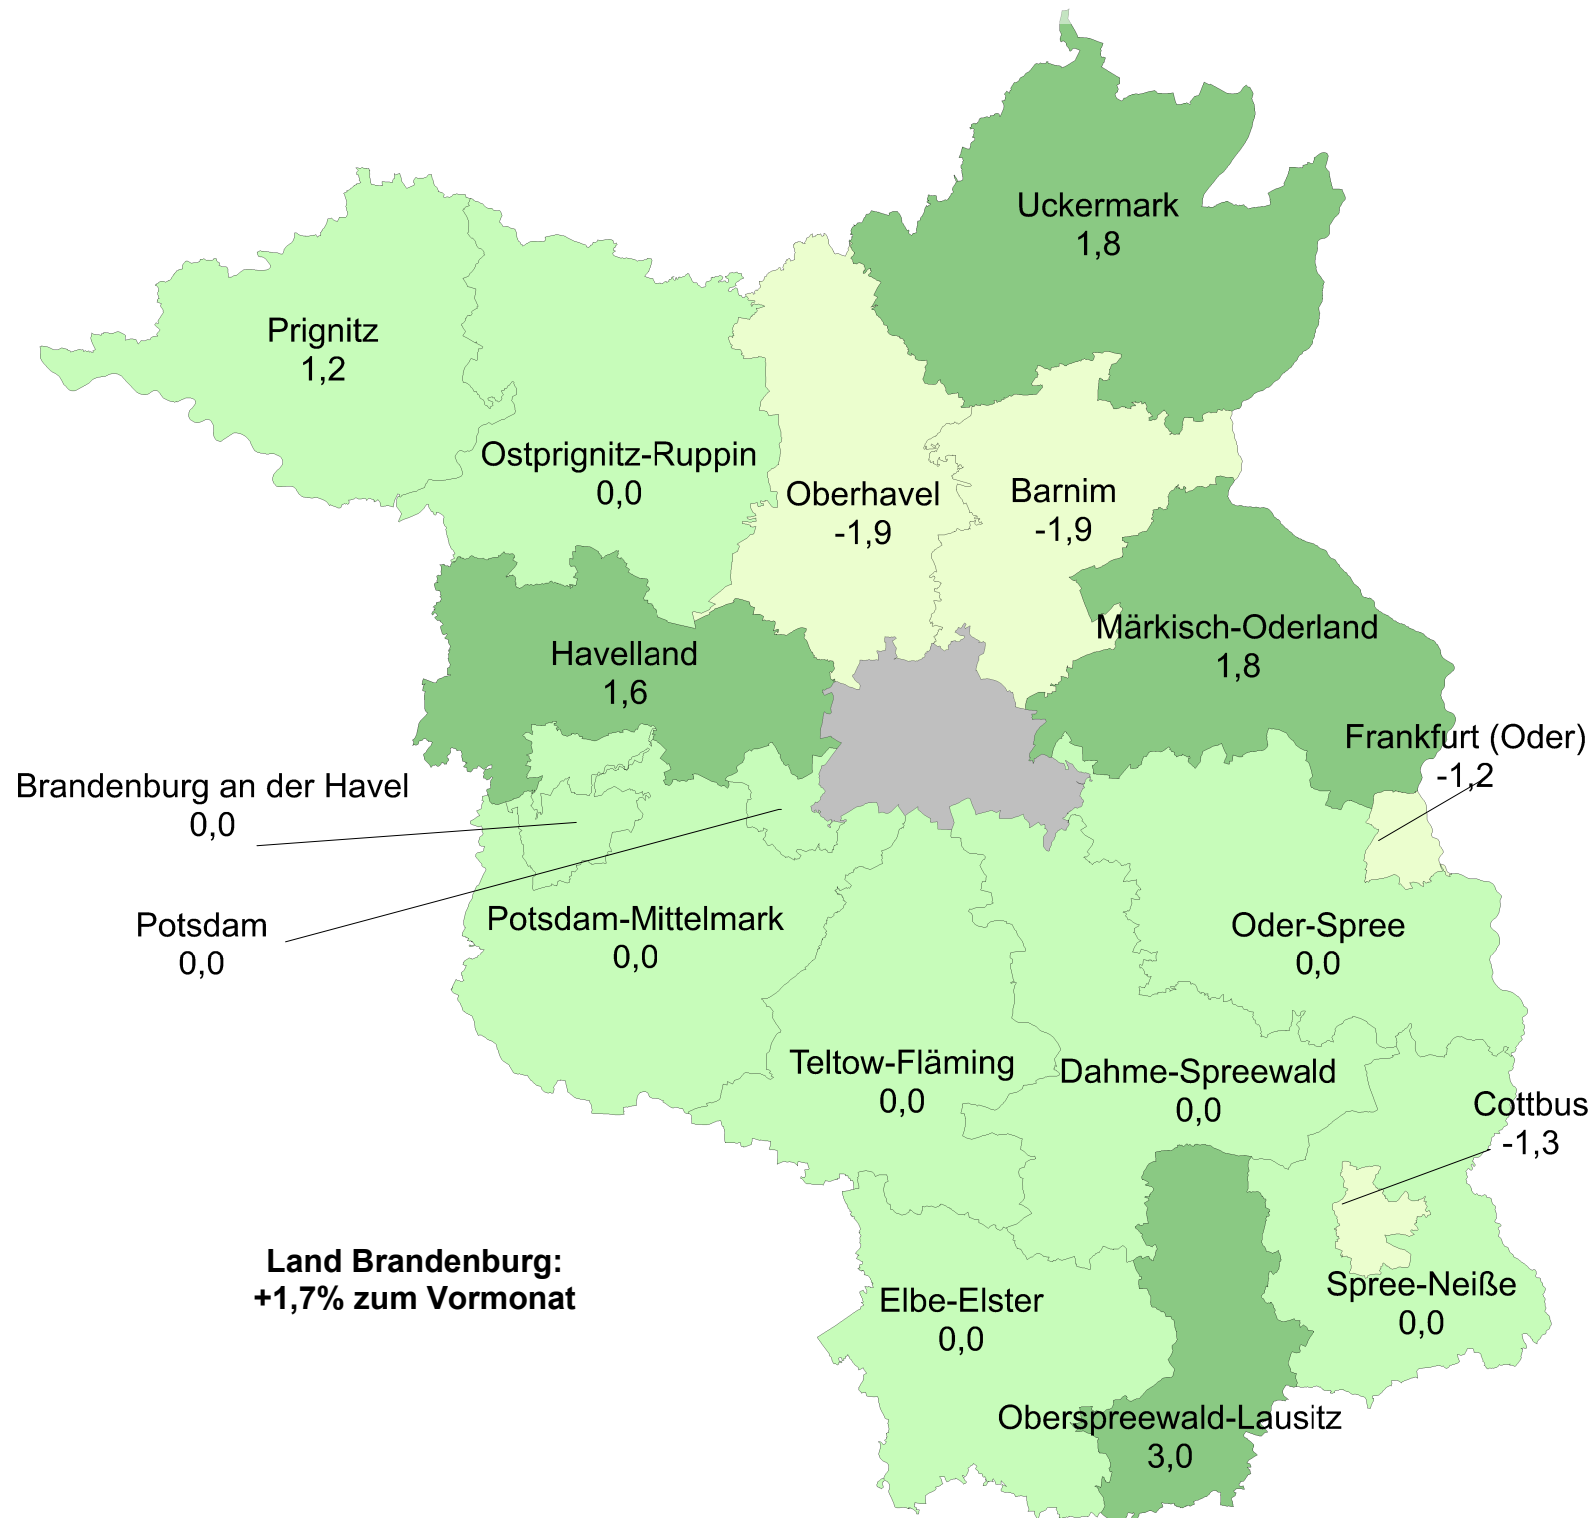 Uckermark
1,8
Prignitz
1,2
Ostprignitz-Ruppin
0,0
Oberhavel
-1,9
Barnim
-1,9
Märkisch-Oderland
1,8
Havelland
1,6
Frankfurt (Oder)
-1,2
Brandenburg an der Havel
0,0
Potsdam
0,0
Potsdam-Mittelmark
0,0
Oder-Spree
0,0
Teltow-Fläming
0,0
Dahme-Spreewald
0,0
Cottbus
-1,3
Land Brandenburg:
+1,7% zum Vormonat
Elbe-Elster
0,0
Spree-Neiße
0,0
Oberspreewald-Lausitz
3,0